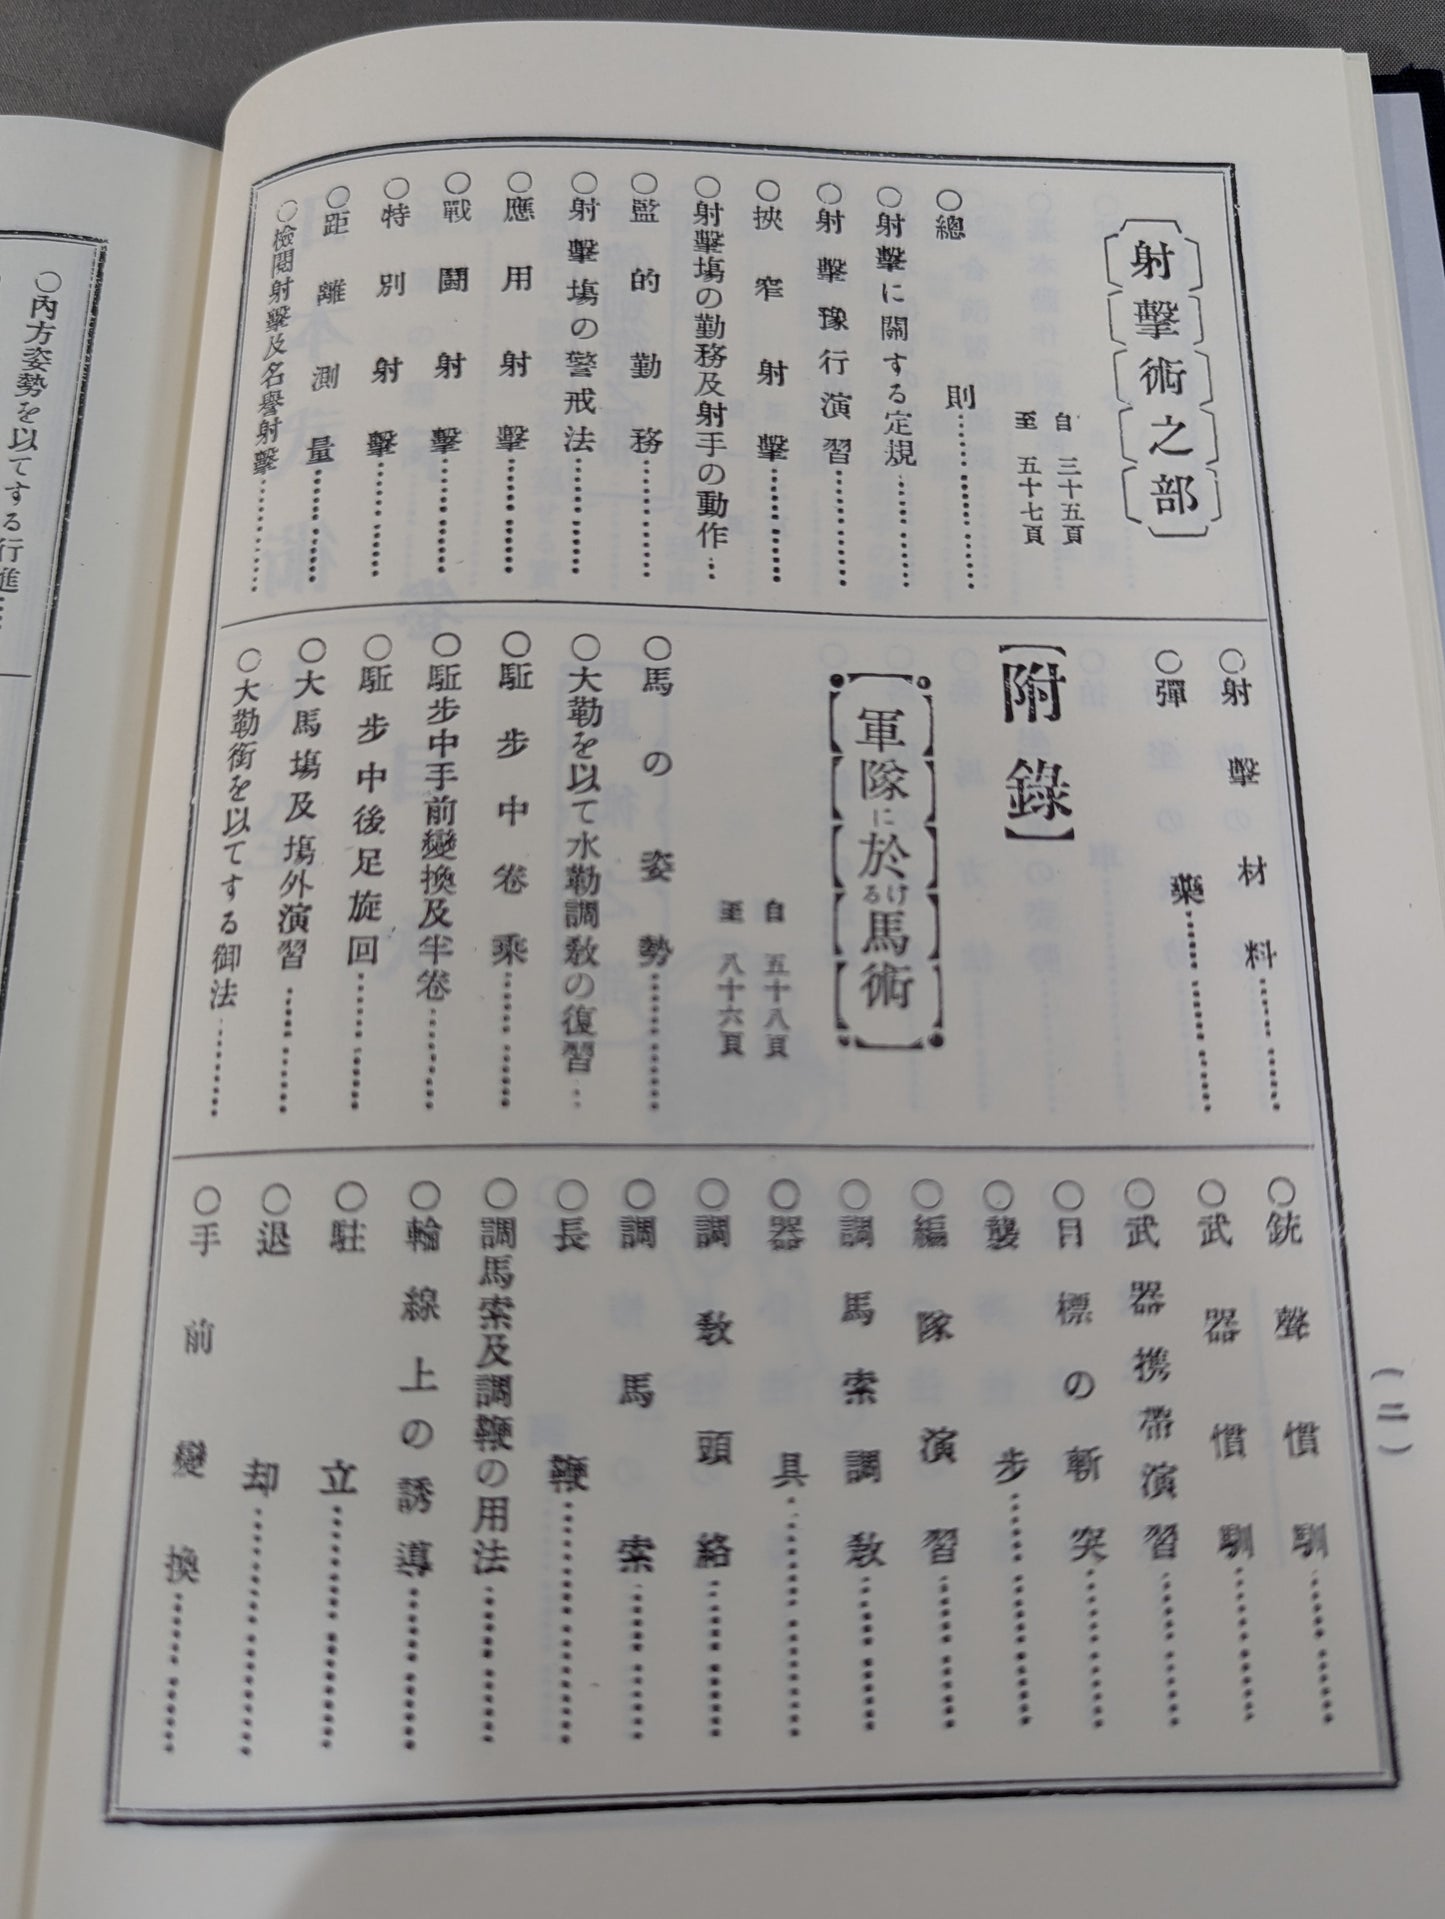 射擊術之部
自 三十五頁
至 五十七頁
○總則………………
○射擊に關する定規………
○射擊豫行演習………
○挾窄射擊………
○射擊塲の勤務及射手の動作…
○監的勤務………
○射擊塲の警戒法………
○應用射擊………
○戰鬪射擊………
○特別射擊………
○距離測量………
○檢閱射擊及名譽射擊………
○射擊材料………
○彈藥………………
【附錄】
軍隊に於ける馬術
自 五十八頁
至 八十六頁
○馬の姿勢………
○大勒を以て水勒調敎の復習…
○駈步中卷乘………
○駈步中手前變換及半卷………
○駈步中後足旋回………
○大馬塲及塲外演習………
○大勒銜を以てする御法………
○銃聲慣馴………
○武器慣馴………
○武器携帶演習………
○目標の斬突………
○襲步………………
○編隊演習………
○調馬索調敎………
○器具………………
○調敎頭絡………
○調馬索………
○長鞭………………
○調馬索及調鞭の用法………
○輪線上の誘導………
○駐立………………
○退却………………
○手前變換………
(二)
○內方姿勢を以てする行進…